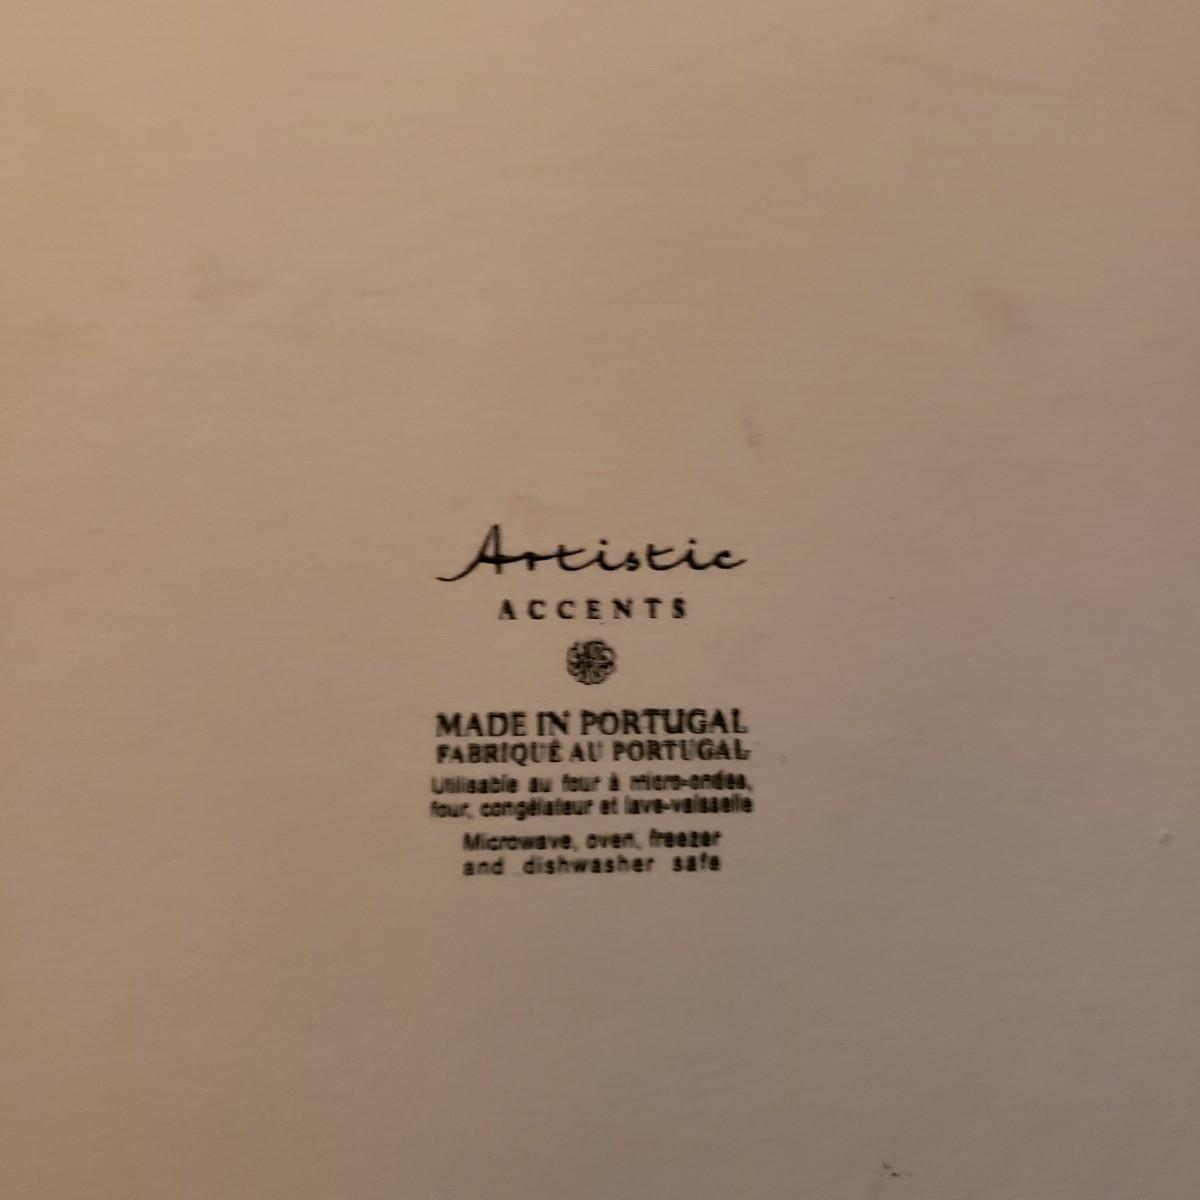 Artistic
ACCENTS
MADE IN PORTUGAL
FABRIQUÉ AU PORTUGAL
Utilisable au four à micro-ondes,
four, congélateur et lave-vaisselle
Microwave, oven, freezer
and dishwasher safe